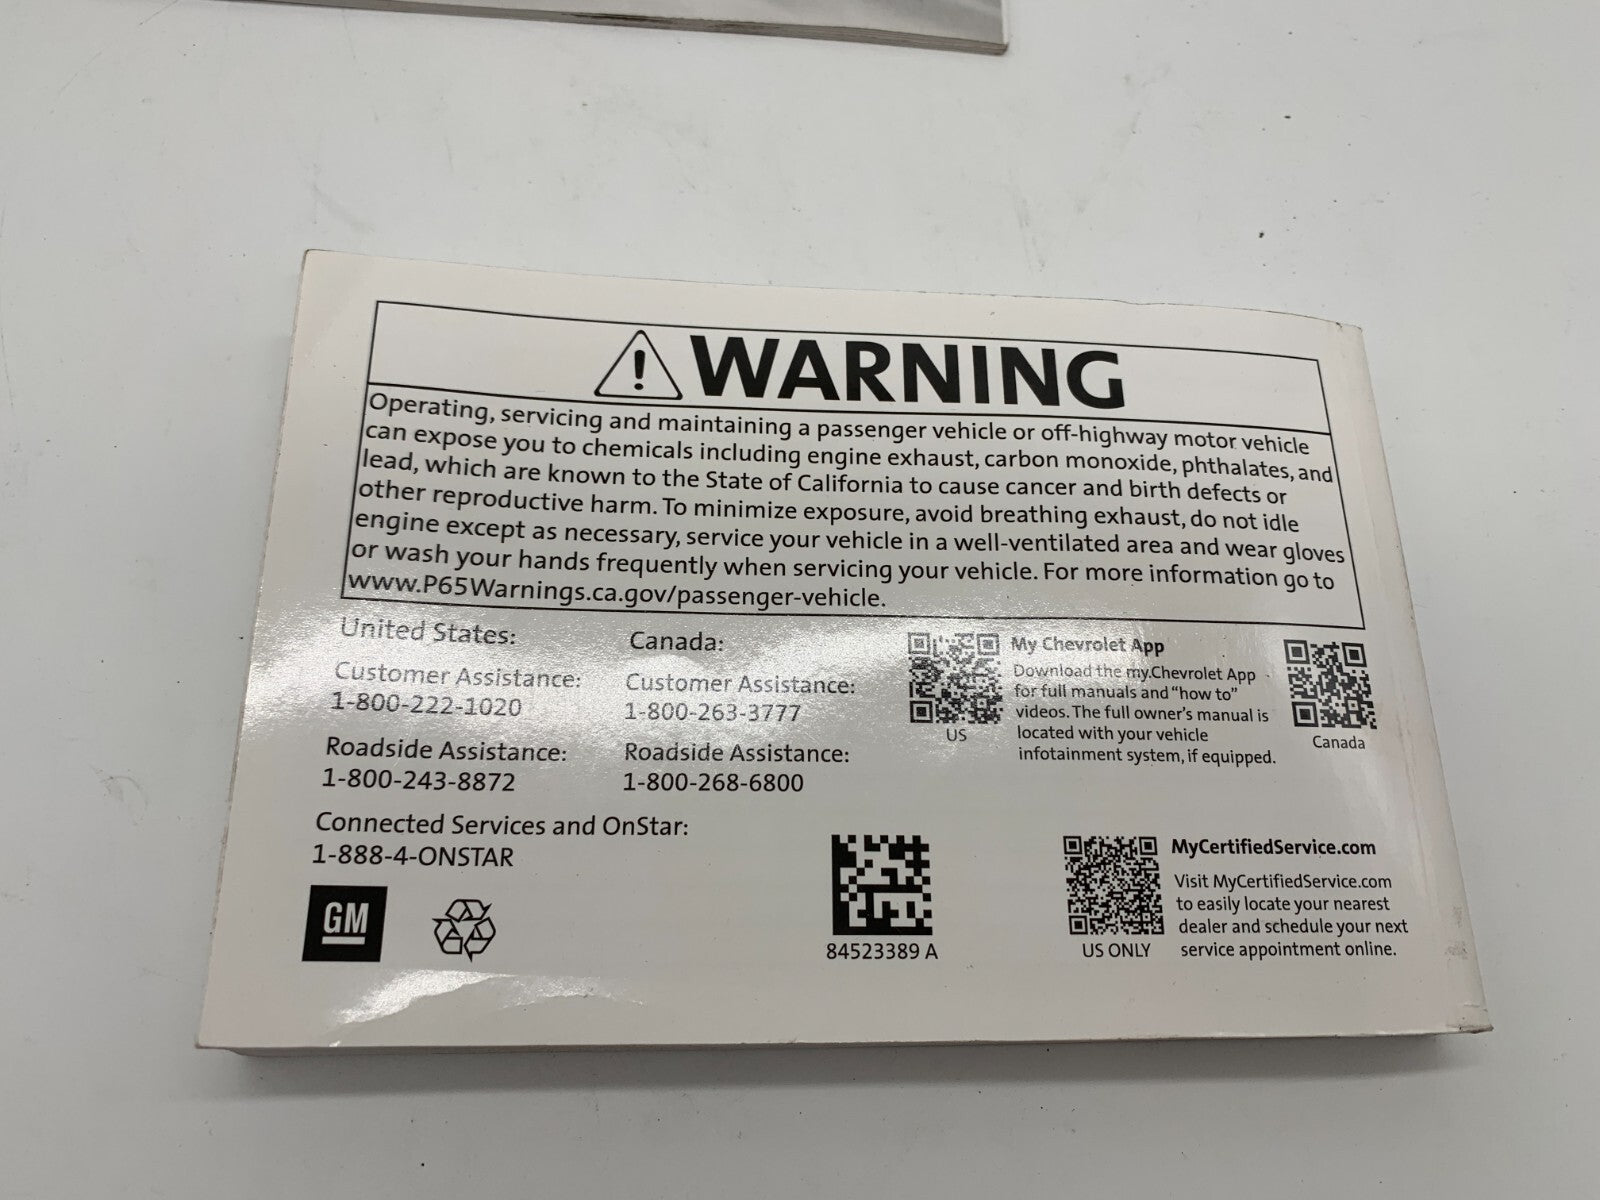 WARNING
Operating, servicing and maintaining a passenger vehicle or off-highway motor vehicle
can expose you to chemicals including engine exhaust, carbon monoxide, phthalates, and
lead, which are known to the State of California to cause cancer and birth defects or
other reproductive harm. To minimize exposure, avoid breathing exhaust, do not idle
engine except as necessary, service your vehicle in a well-ventilated area and wear gloves
or wash your hands frequently when servicing your vehicle. For more information go to
www.P65Warnings.ca.gov/passenger-vehicle.
United States:
Customer Assistance:
1-800-222-1020
Roadside Assistance:
1-800-243-8872
Canada:
Customer Assistance:
1-800-263-3777
Roadside Assistance:
1-800-268-6800
Connected Services and OnStar:
1-888-4-ONSTAR
US
My Chevrolet App
Download the my.Chevrolet App
for full manuals and "how to"
videos. The full owner's manual is
located with your vehicle
infotainment system, if equipped.
Canada
GM
84523389 A
US ONLY
MyCertifiedService.com
Visit MyCertifiedService.com
to easily locate your nearest
dealer and schedule your next
service appointment online.